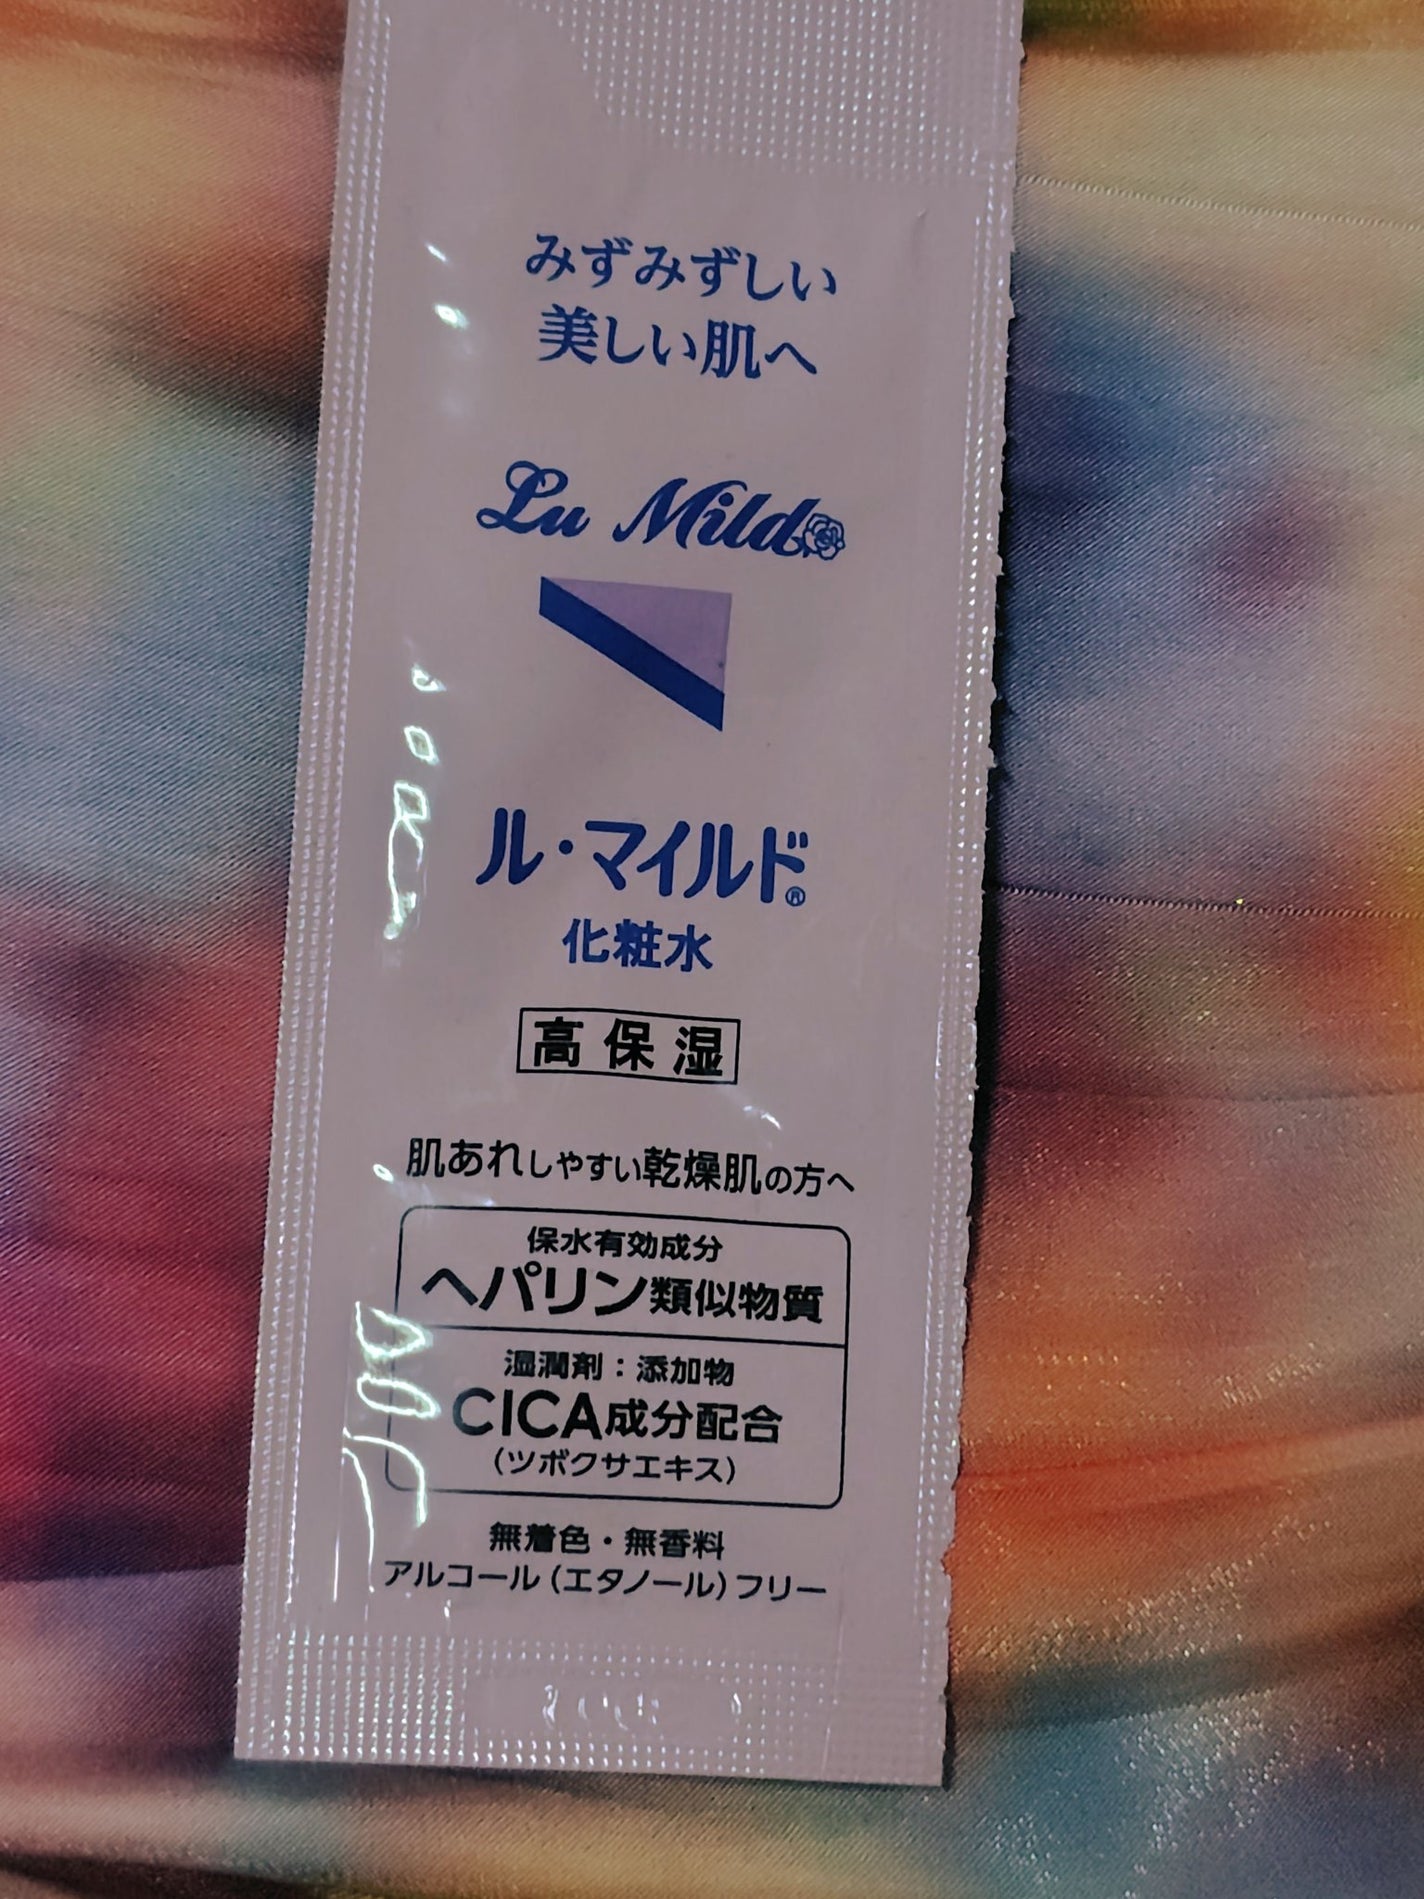 みずみずしい
美しい肌へ
Lu Mild
ル・マイルド®
化粧水
高保湿
肌あれしやすい乾燥肌の方へ
保水有効成分
ヘパリン類似物質
湿潤剤：添加物
CICA成分配合
(ツボクサエキス)
無着色・無香料
アルコール(エタノール)フリー